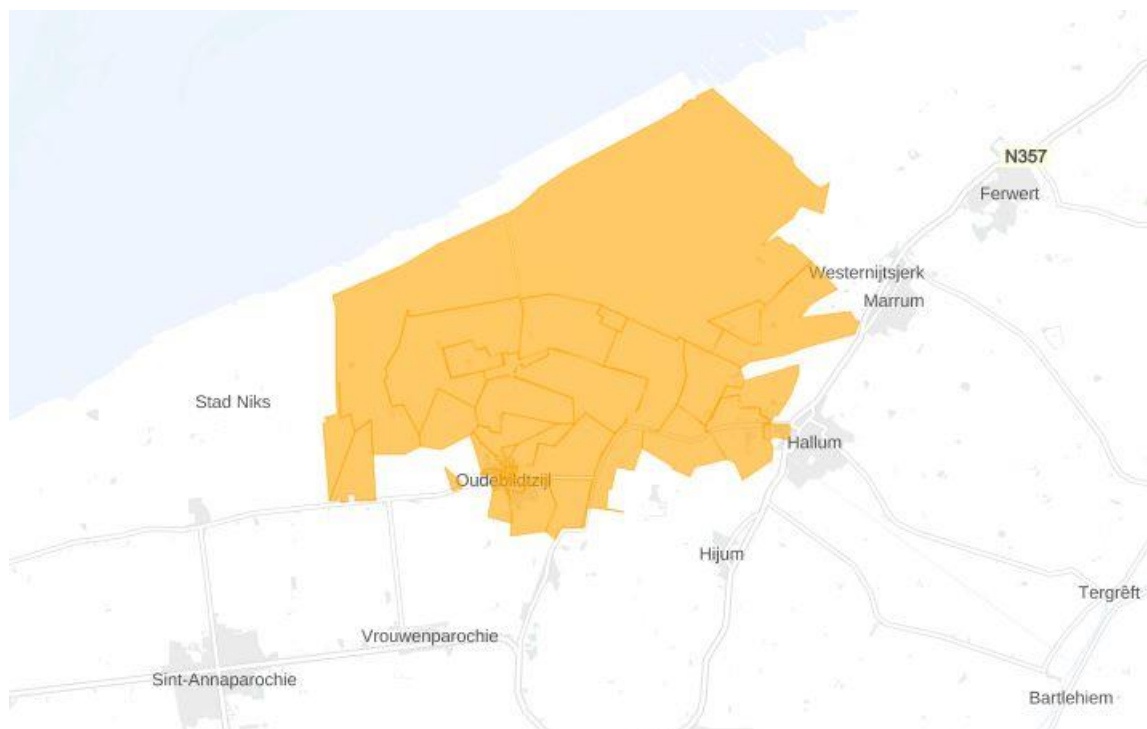 N357
Ferwert
Westernijtsjerk
Marrum
Stad Niks
Hallum
Oudebildtzijl
Hijum
Tergrêft
Vrouwenparochie
Sint-Annaparochie
Bartlehiem